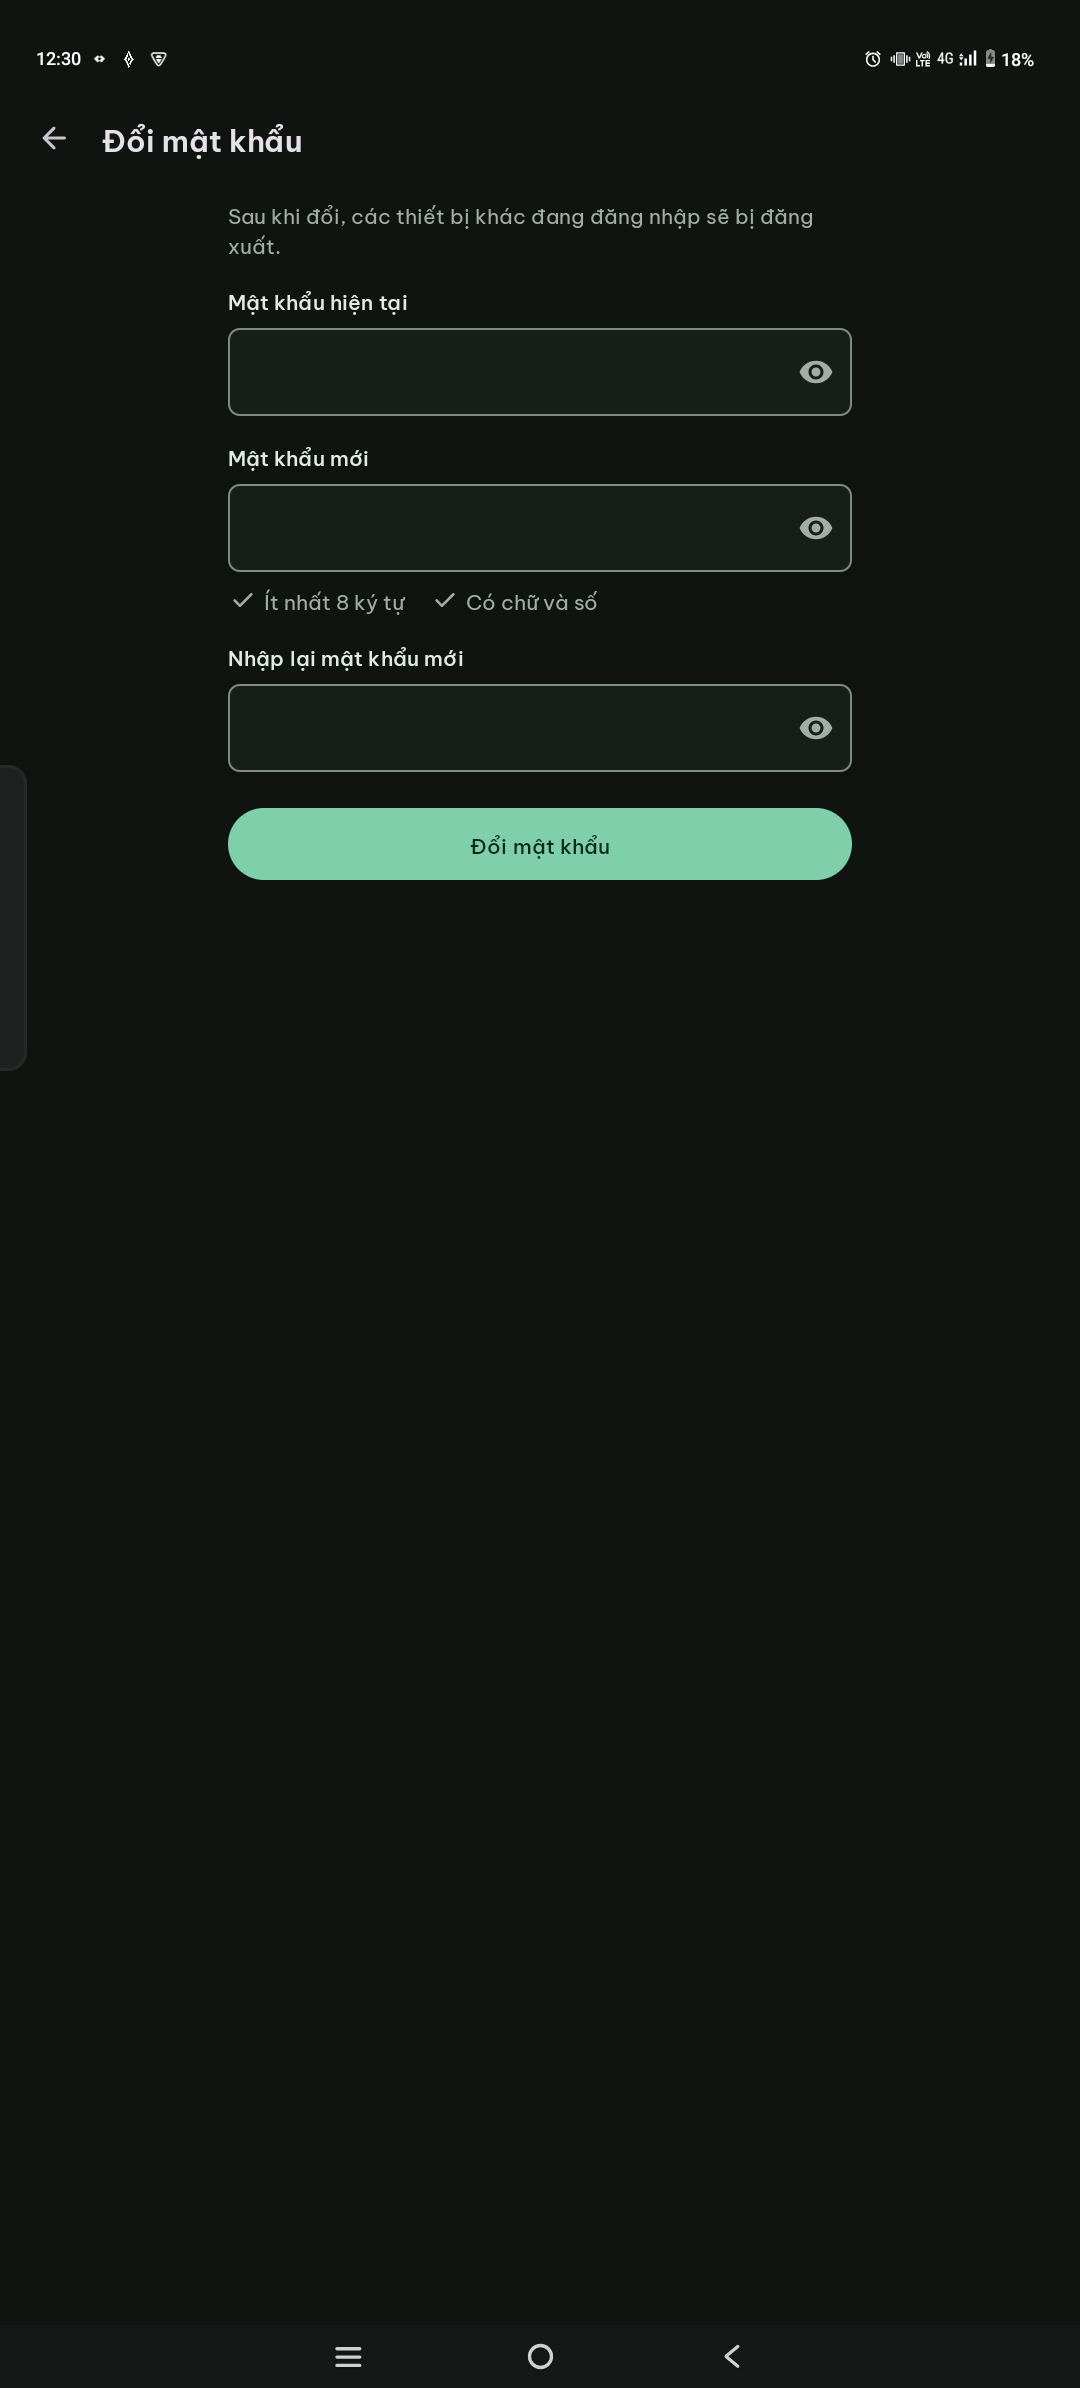 12:30
VoLTE 4G 18%
Đổi mật khẩu
Sau khi đổi, các thiết bị khác đang đăng nhập sẽ bị đăng
xuất.
Mật khẩu hiện tại
Mật khẩu mới
Ít nhất 8 ký tự Có chữ và số
Nhập lại mật khẩu mới
Đổi mật khẩu